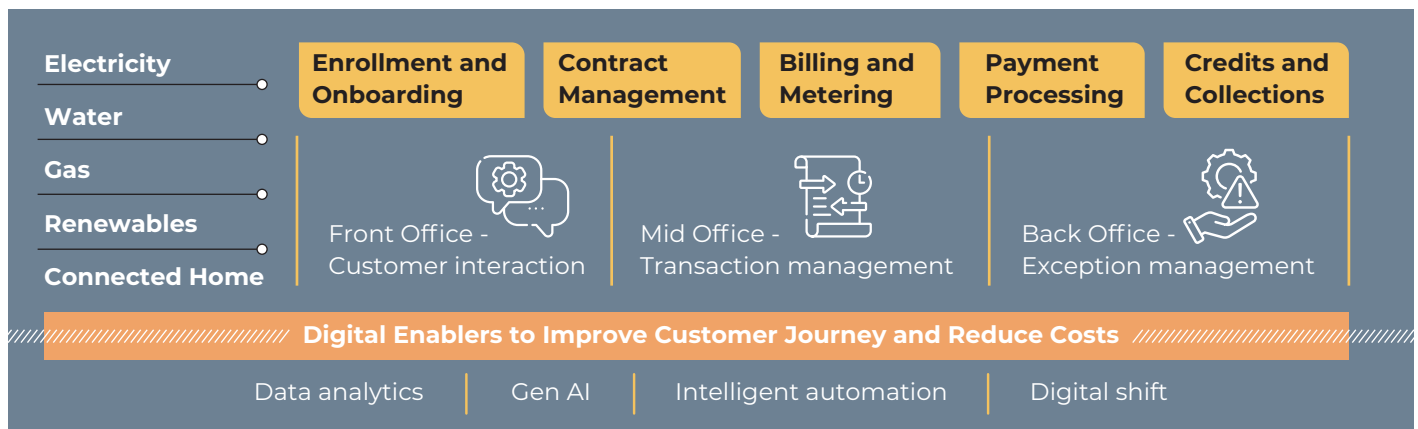 Electricity
Water
Gas
Renewables
Connected Home
Enrollment and
Onboarding
Contract
Management
Billing and
Metering
Payment
Processing
Credits and
Collections
Front Office -
Customer interaction
Mid Office -
Transaction management
Back Office -
Exception management
Digital Enablers to Improve Customer Journey and Reduce Costs
Data analytics
Gen AI
Intelligent automation
Digital shift